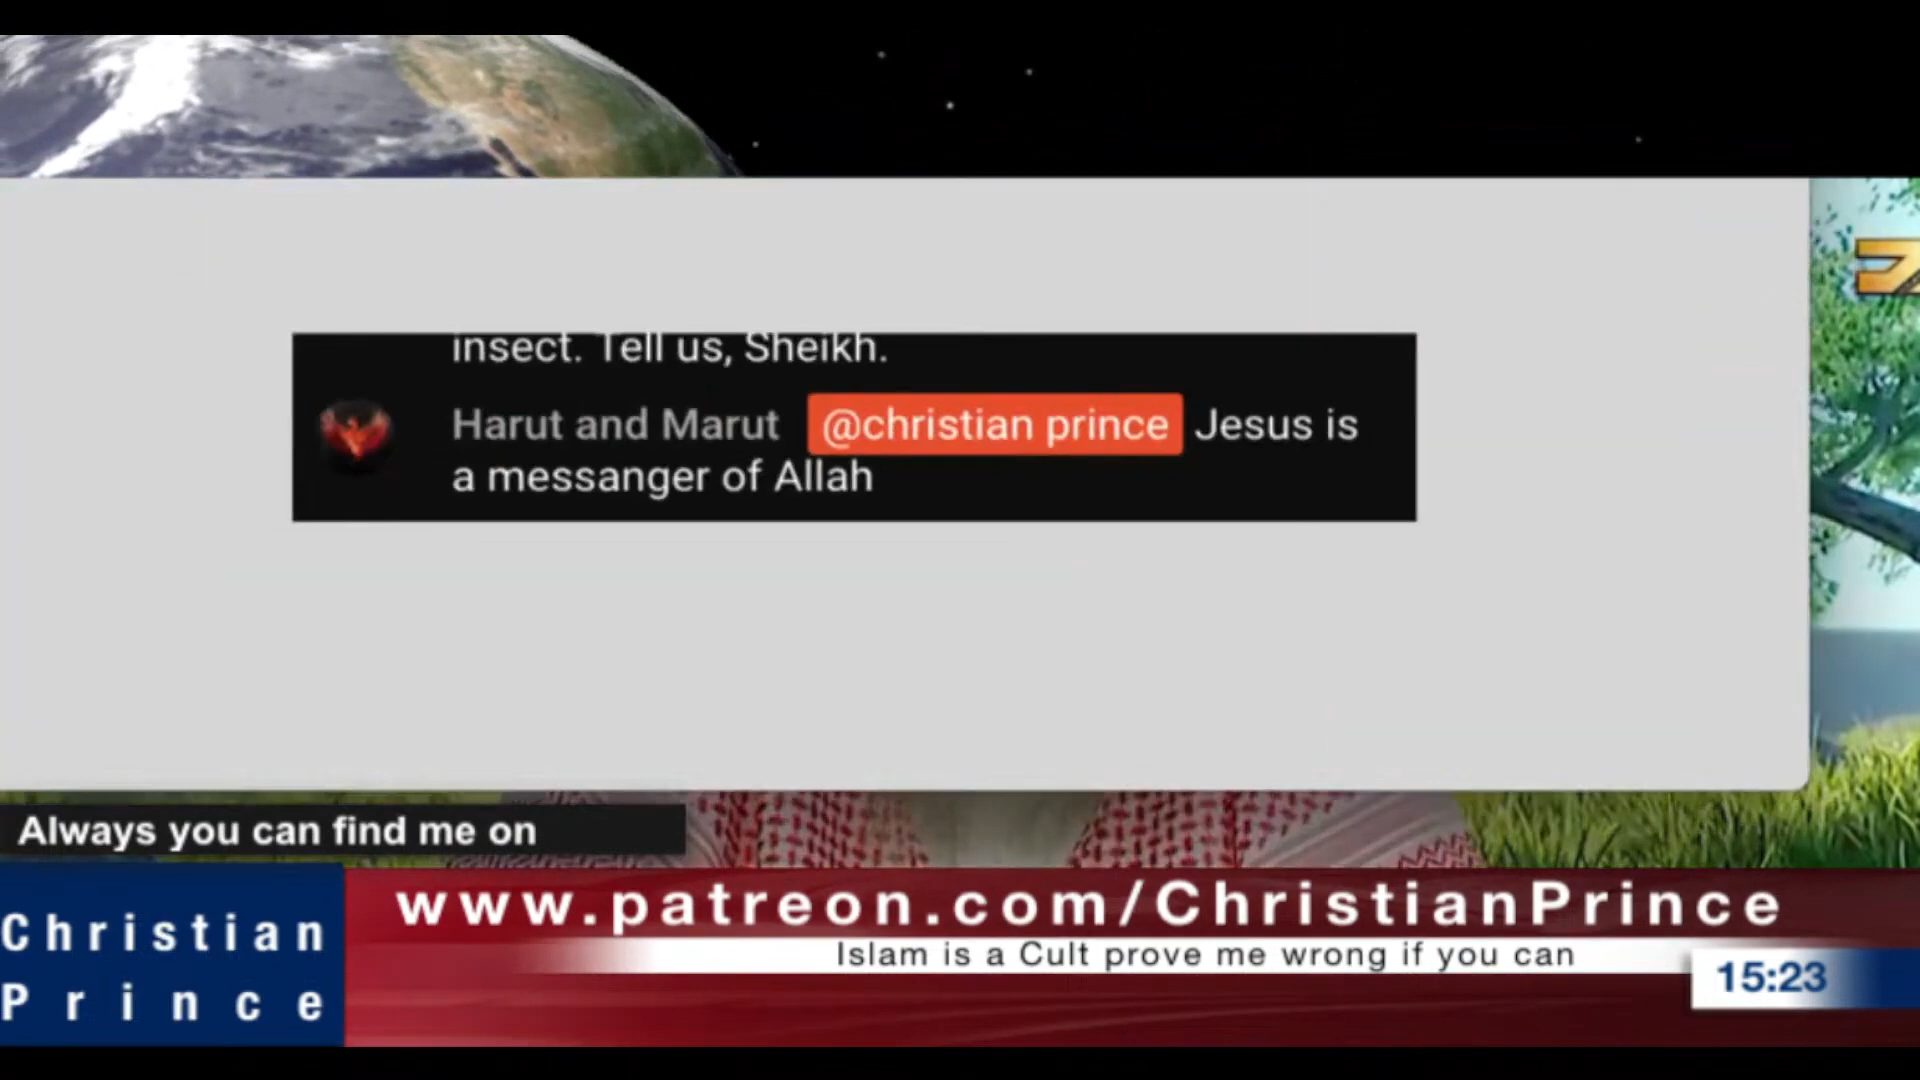 insect. Tell us, Sheikh.
Harut and Marut @christian prince Jesus is
a messanger of Allah
Always you can find me on
Christian
Prince
www.patreon.com/ChristianPrince
Islam is a Cult prove me wrong if you can
15:23